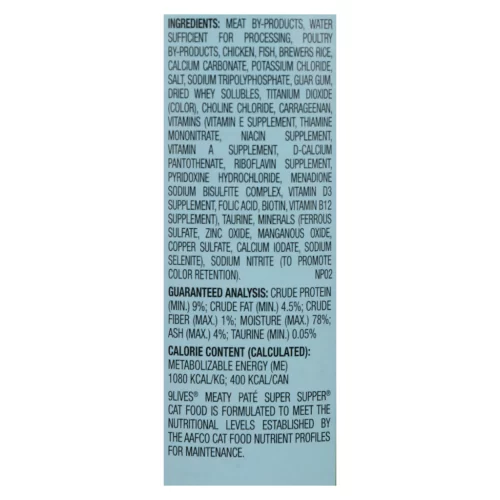 INGREDIENTS: MEAT BY-PRODUCTS, WATER
SUFFICIENT FOR PROCESSING, POULTRY
BY-PRODUCTS, CHICKEN, FISH, BREWERS RICE,
CALCIUM CARBONATE, POTASSIUM CHLORIDE,
SALT, SODIUM TRIPOLYPHOSPHATE, GUAR GUM,
DRIED WHEY SOLUBLES, TITANIUM DIOXIDE
(COLOR), CHOLINE CHLORIDE, CARRAGEENAN,
VITAMINS (VITAMIN E SUPPLEMENT, THIAMINE
MONONITRATE, NIACIN SUPPLEMENT,
VITAMIN A SUPPLEMENT, D-CALCIUM
PANTOTHENATE, RIBOFLAVIN SUPPLEMENT,
PYRIDOXINE HYDROCHLORIDE, MENADIONE
SODIUM BISULFITE COMPLEX, VITAMIN D3
SUPPLEMENT, FOLIC ACID, BIOTIN, VITAMIN B12
SUPPLEMENT), TAURINE, MINERALS (FERROUS
SULFATE, ZINC OXIDE, MANGANOUS OXIDE,
COPPER SULFATE, CALCIUM IODATE, SODIUM
SELENITE), SODIUM NITRITE (TO PROMOTE
COLOR RETENTION). NP02
GUARANTEED ANALYSIS: CRUDE PROTEIN
(MIN.) 9%; CRUDE FAT (MIN.) 4.5%; CRUDE
FIBER (MAX.) 1%; MOISTURE (MAX.) 78%;
ASH (MAX.) 4%; TAURINE (MIN.) 0.05%
CALORIE CONTENT (CALCULATED):
METABOLIZABLE ENERGY (ME)
1080 KCAL/KG; 400 KCAL/CAN
9LIVES® MEATY PATÉ SUPER SUPPER®
CAT FOOD IS FORMULATED TO MEET THE
NUTRITIONAL LEVELS ESTABLISHED BY
THE AAFCO CAT FOOD NUTRIENT PROFILES
FOR MAINTENANCE.